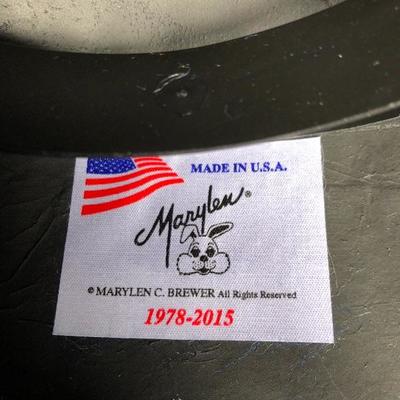 MADE IN U.S.A.
Marylen®
© MARYLEN C. BREWER All Rights Reserved
1978-2015